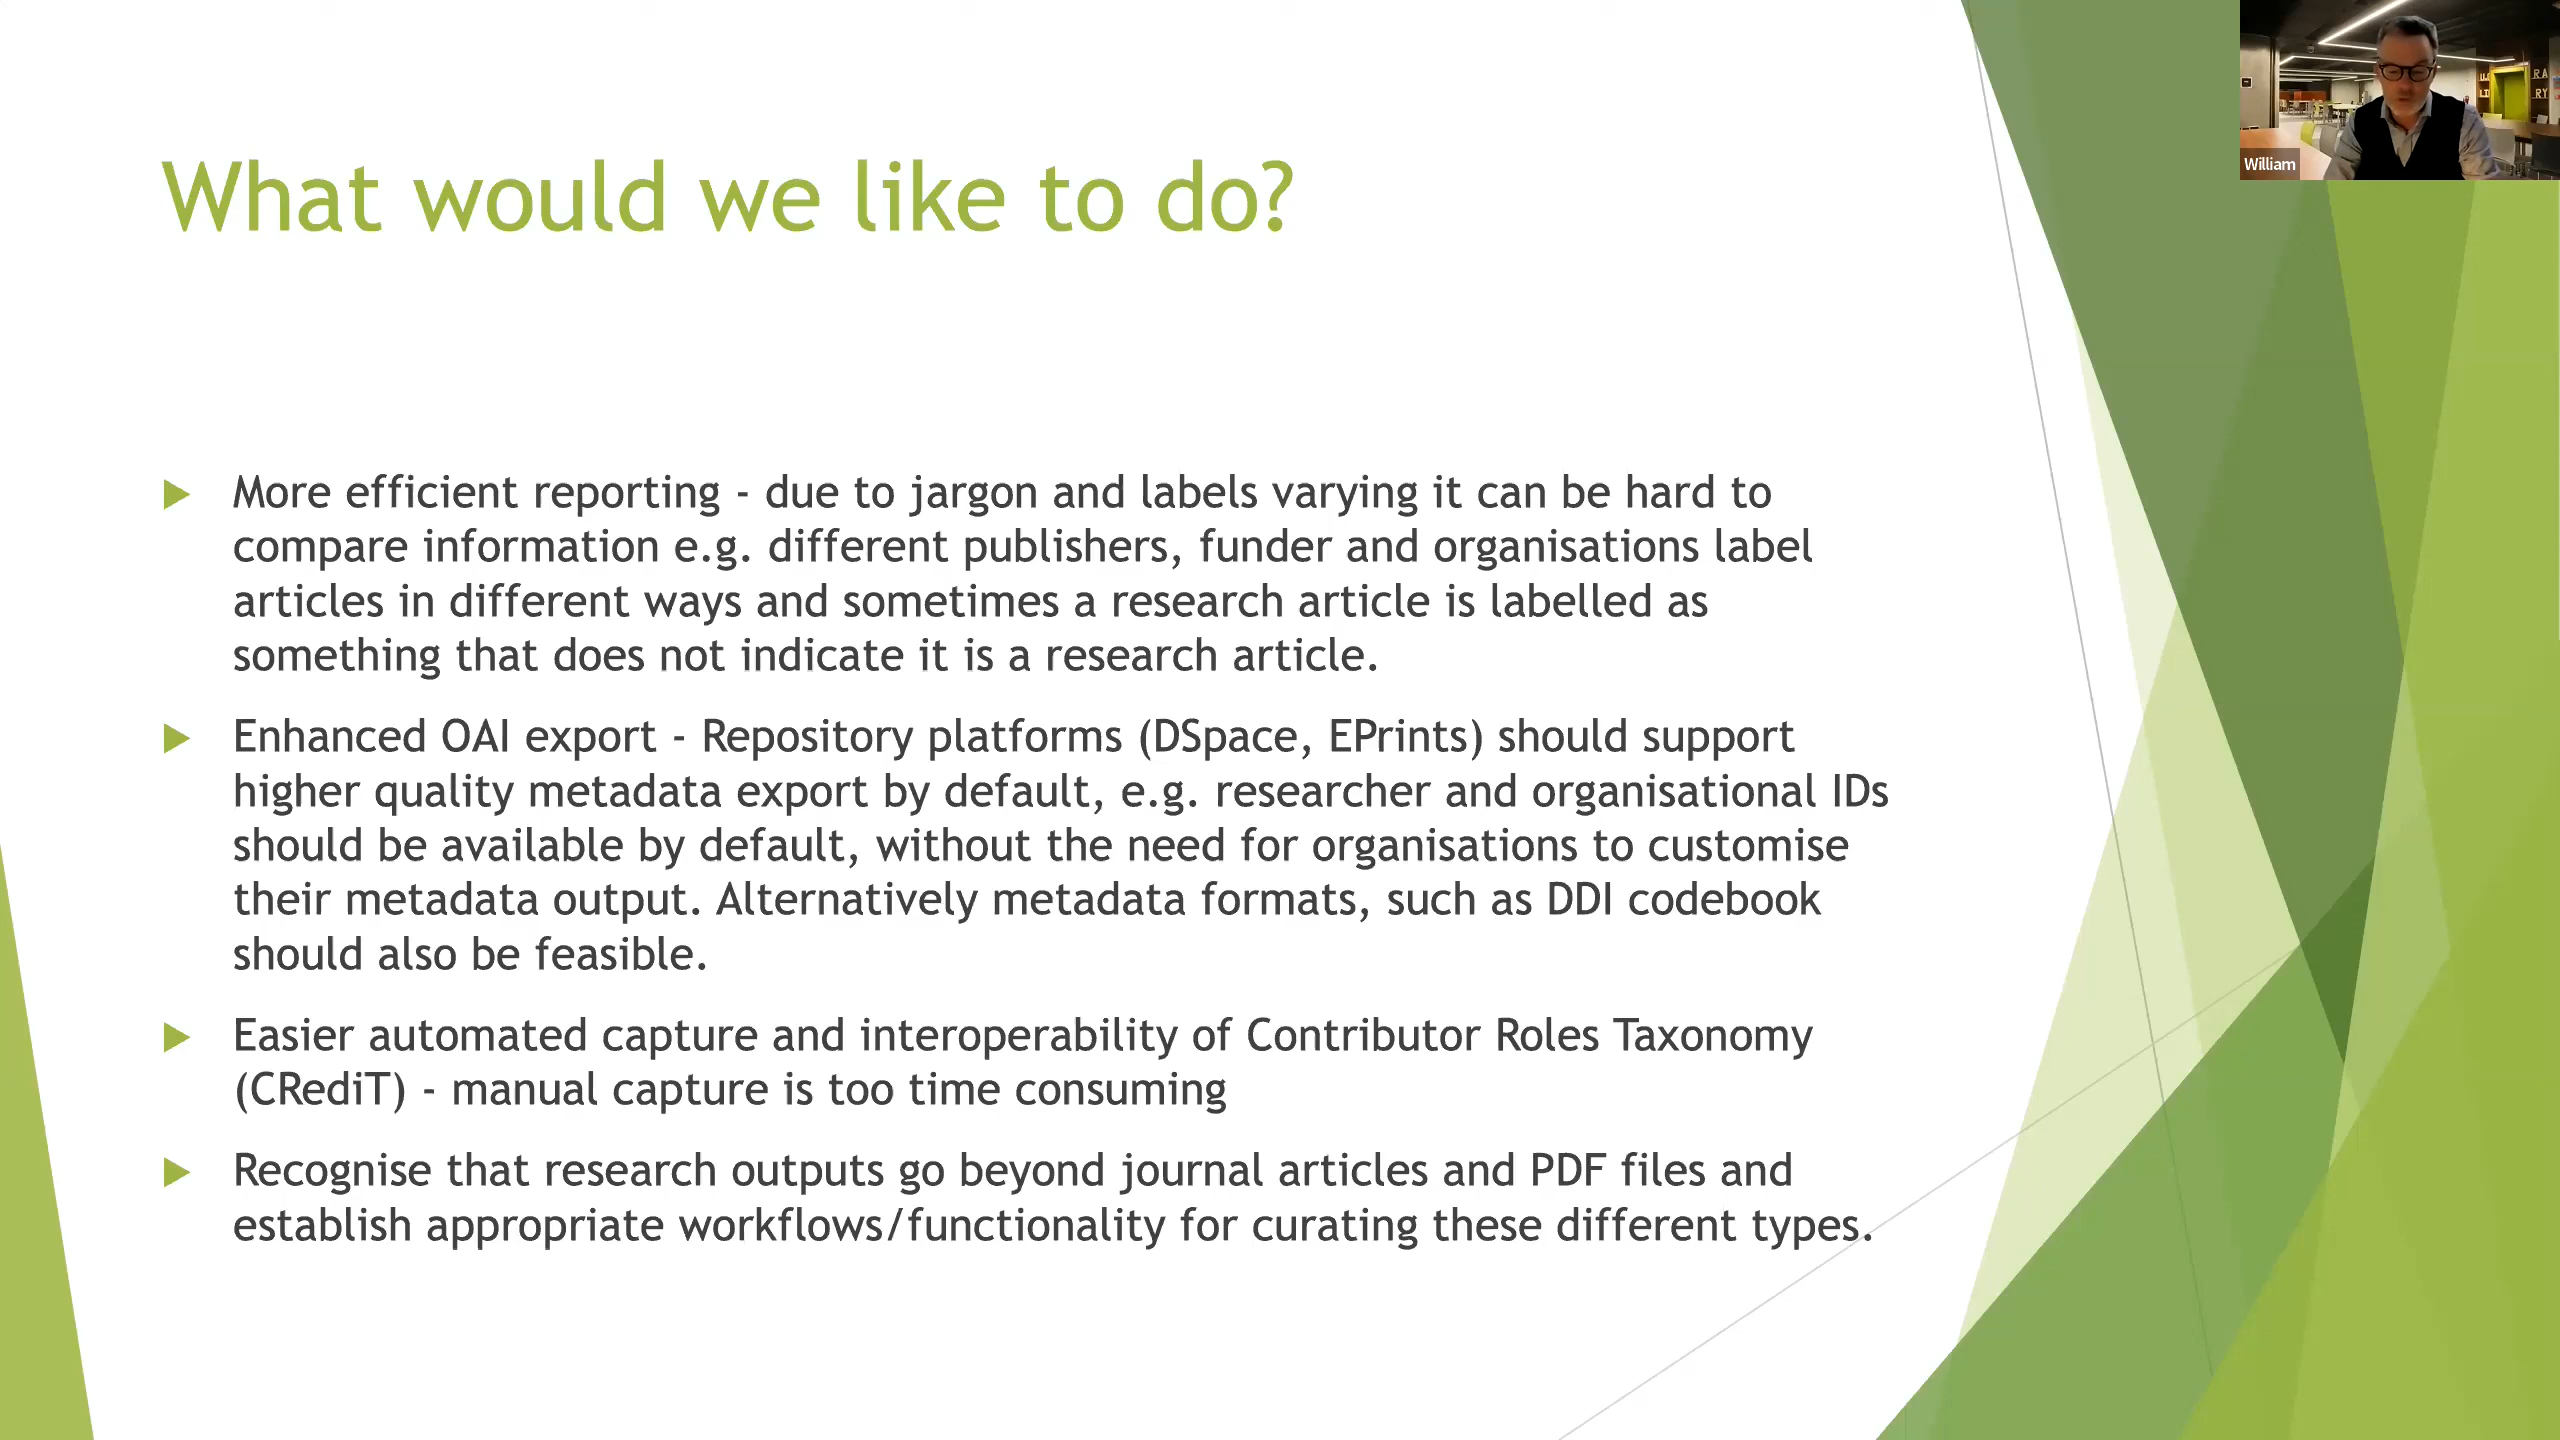 What would we like to do?
More efficient reporting - due to jargon and labels varying it can be hard to
compare information e.g. different publishers, funder and organisations label
articles in different ways and sometimes a research article is labelled as
something that does not indicate it is a research article.
Enhanced OAI export - Repository platforms (DSpace, EPrints) should support
higher quality metadata export by default, e.g. researcher and organisational IDs
should be available by default, without the need for organisations to customise
their metadata output. Alternatively metadata formats, such as DDI codebook
should also be feasible.
Easier automated capture and interoperability of Contributor Roles Taxonomy
(CRediT) - manual capture is too time consuming
Recognise that research outputs go beyond journal articles and PDF files and
establish appropriate workflows/functionality for curating these different types.
William